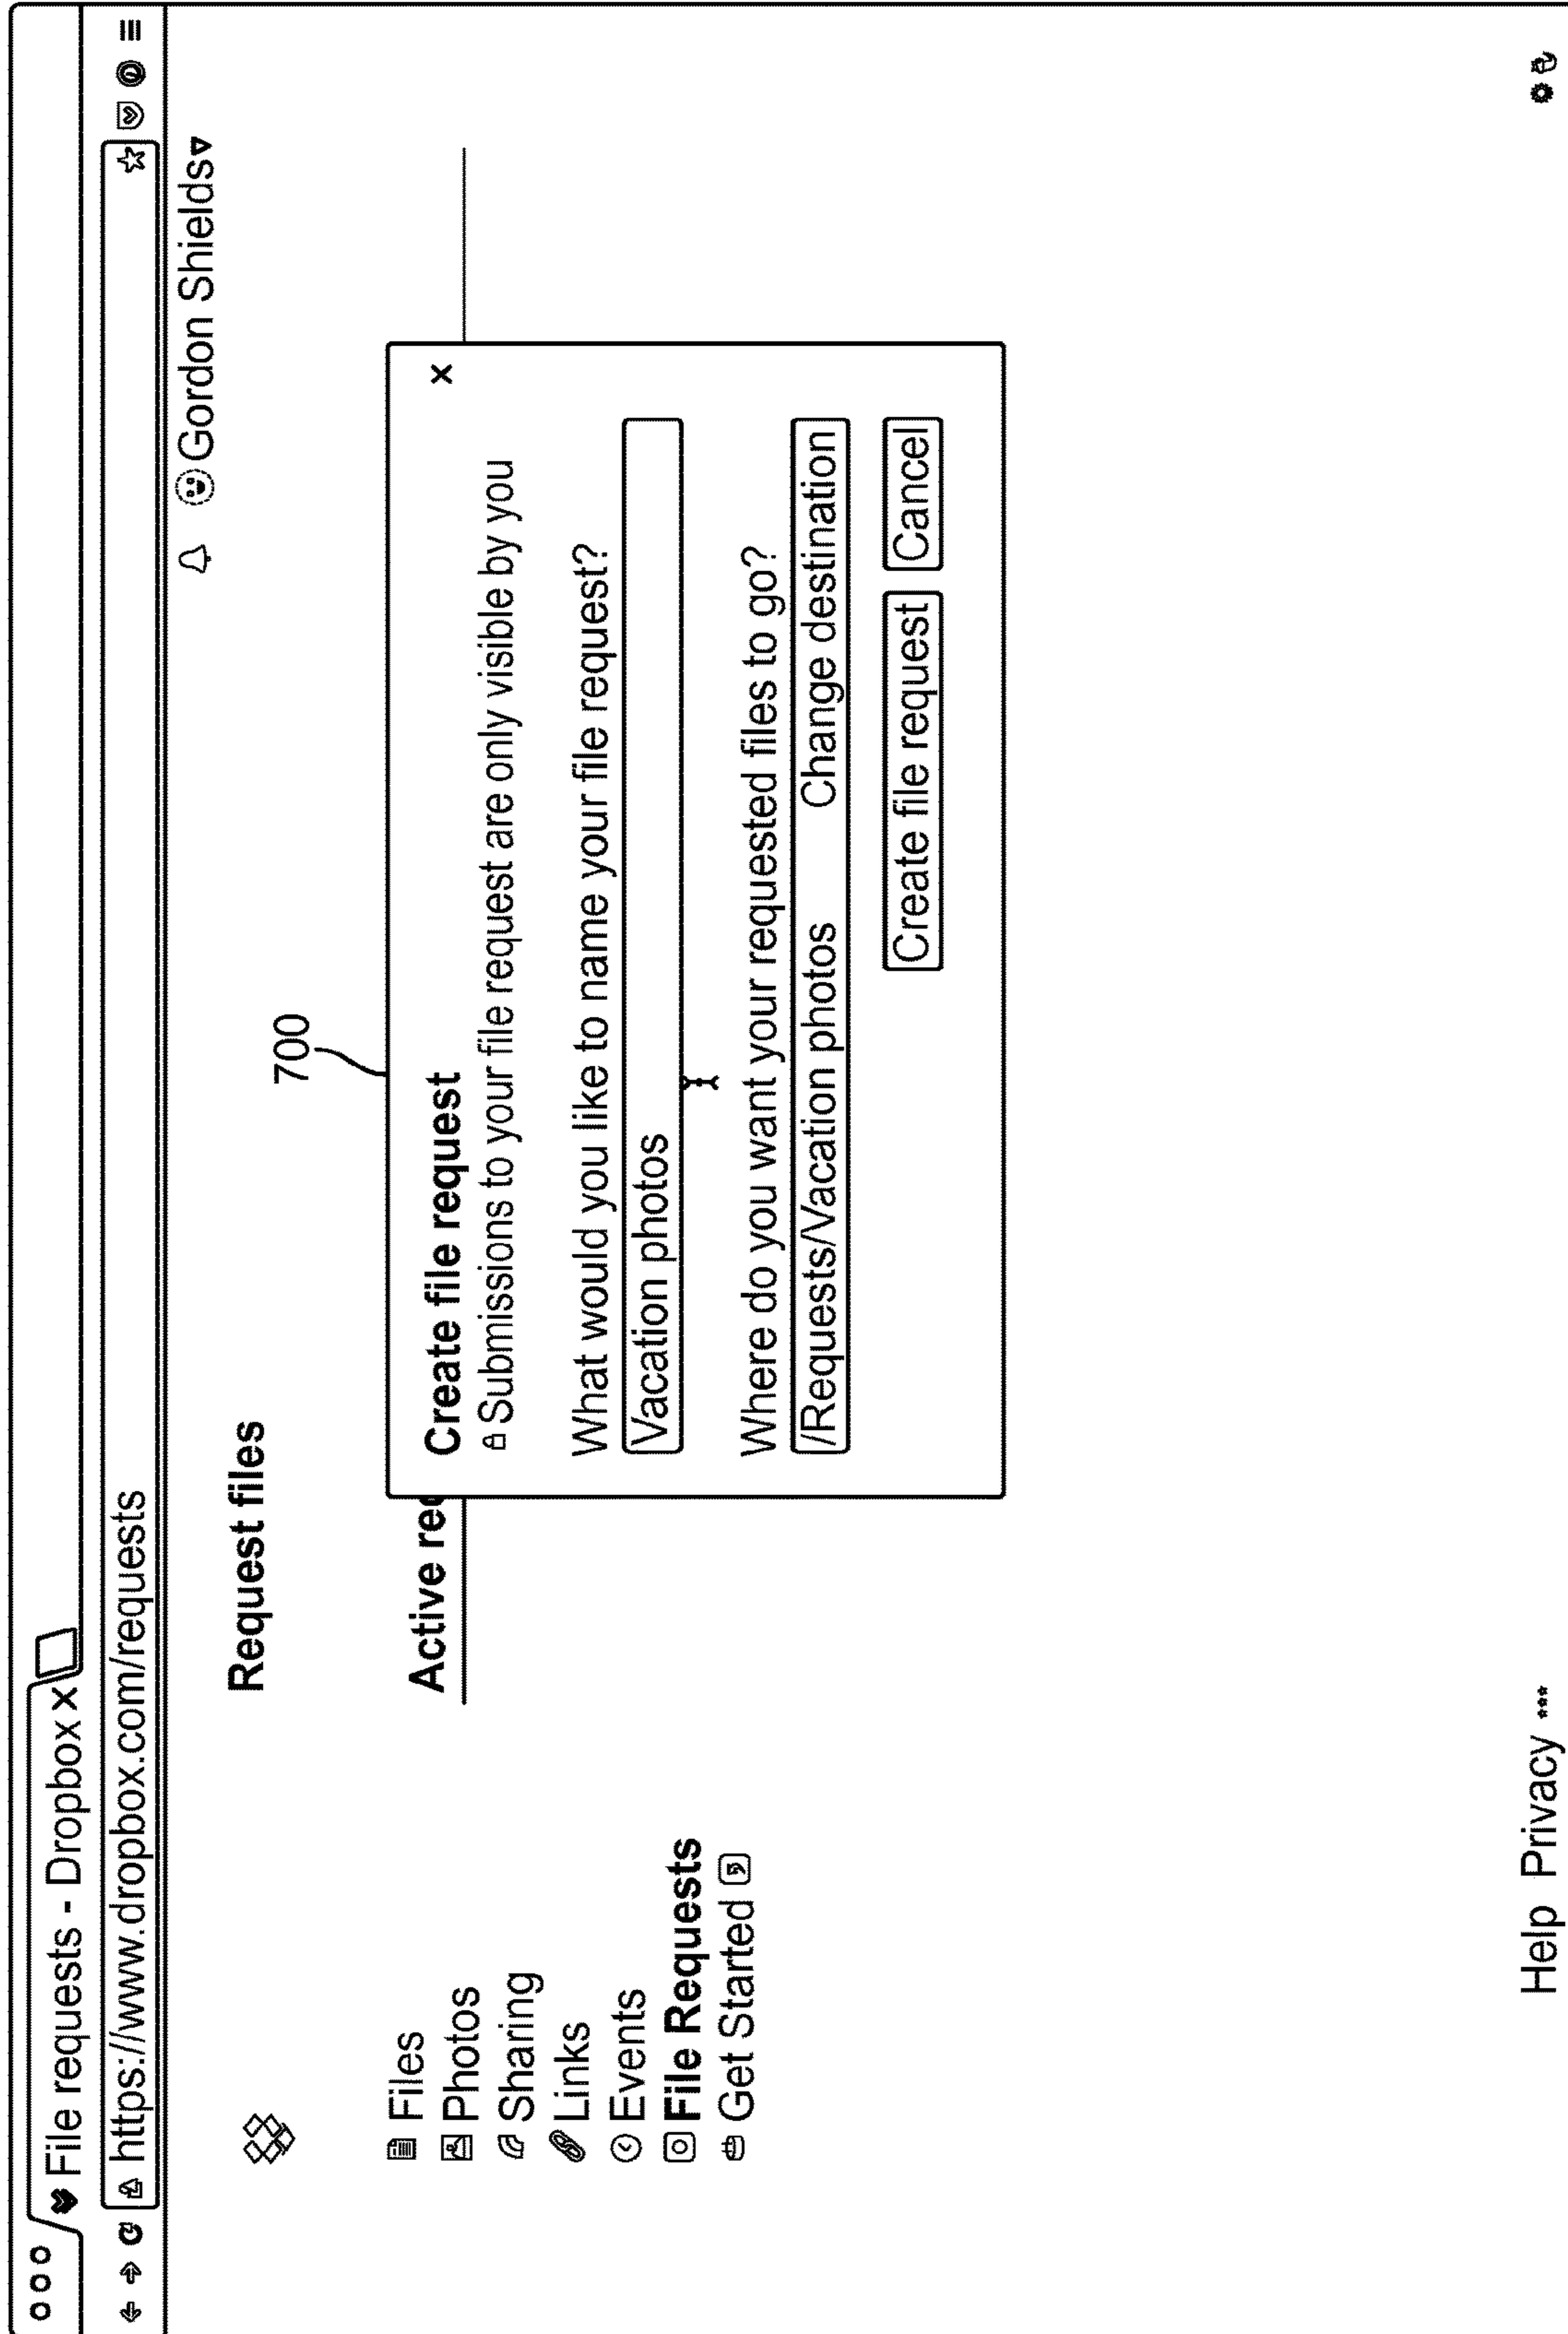 File requests - Dropbox X
https://www.dropbox.com/requests
Gordon Shields
Request files
700
Files
Photos
Sharing
Links
Events
File Requests
Get Started
Active req
Create file request
x
Submissions to your file request are only visible by you
What would you like to name your file request?
Vacation photos
Where do you want your requested files to go?
/Requests/Vacation photos Change destination
Create file request Cancel
Help Privacy ***